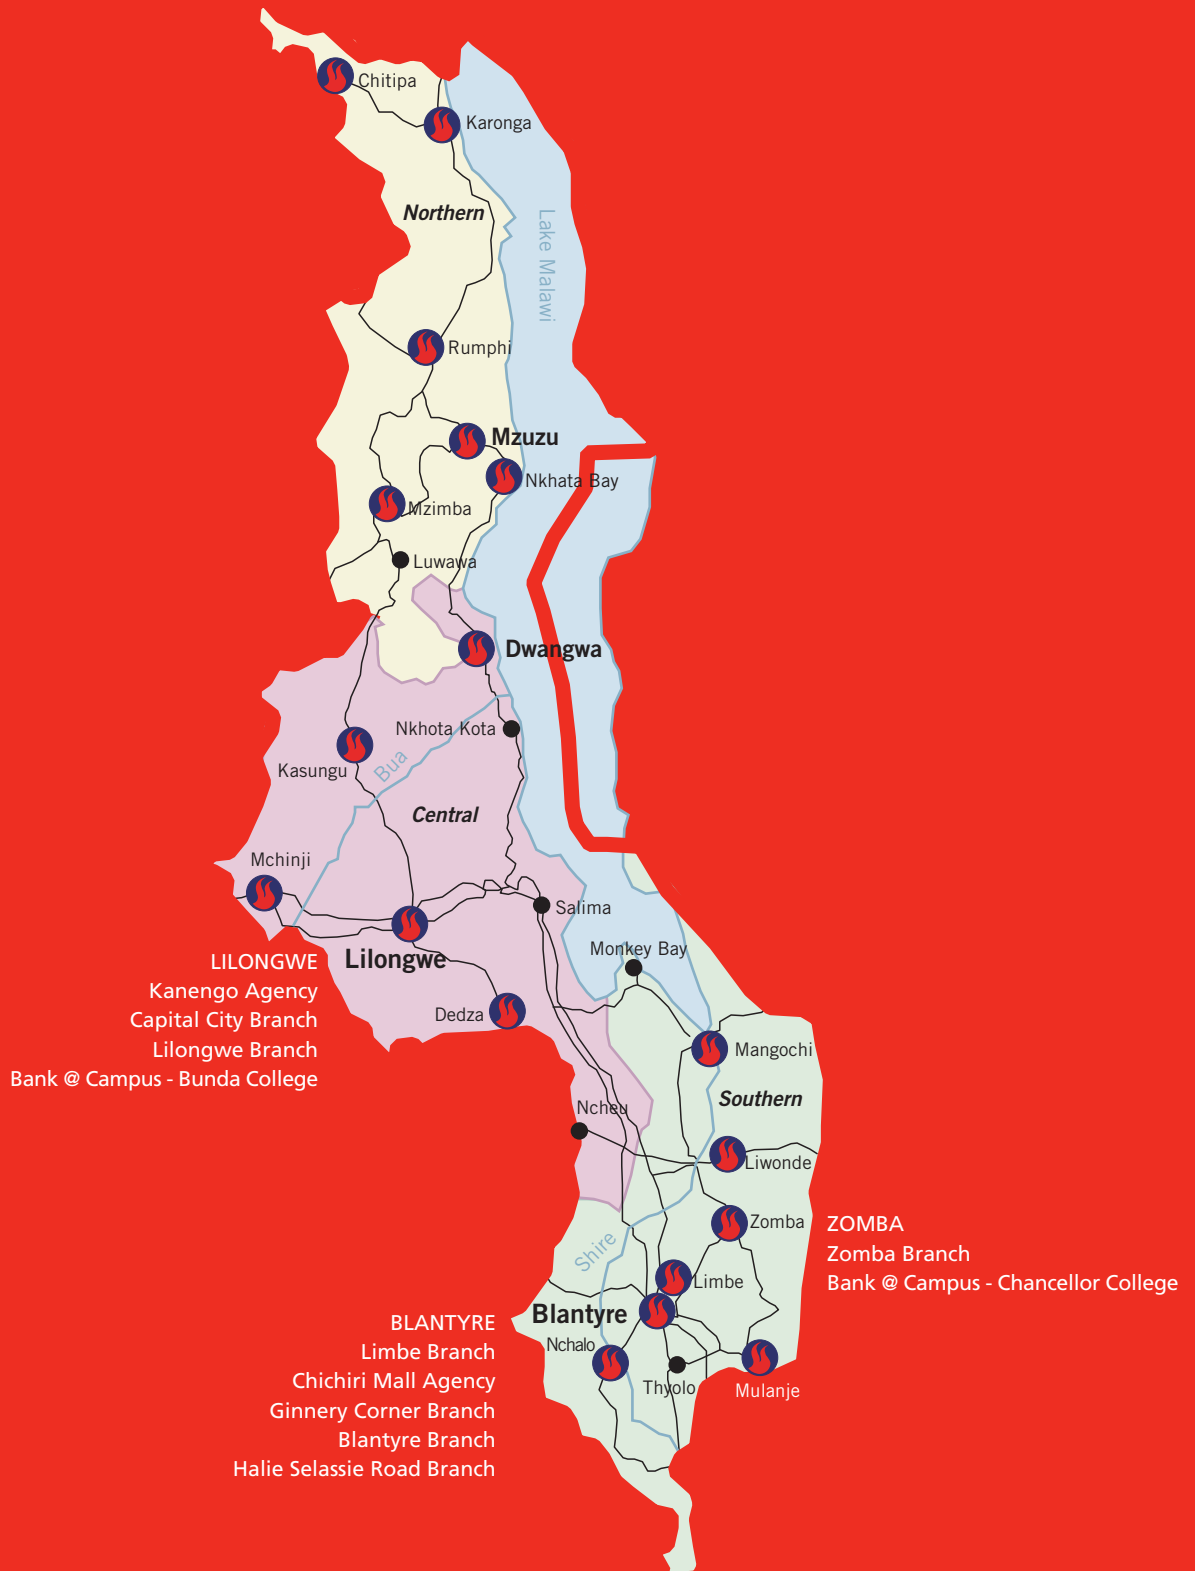 Chitipa
Karonga
Northern
Lake Malawi
Rumphi
Mzuzu
Nkhata Bay
Mzimba
Luwawa
Dwangwa
Nkhota Kota
Kasungu
Bua
Central
Mchinji
Salima
Monkey Bay
Lilongwe
LILONGWE
Kanengo Agency
Capital City Branch
Lilongwe Branch
Bank @ Campus - Bunda College
Dedza
Mangochi
Southern
Ncheu
Liwonde
Zomba
ZOMBA
Zomba Branch
Bank @ Campus - Chancellor College
Shire
Limbe
Blantyre
Nchalo
Thyolo
Mulanje
BLANTYRE
Limbe Branch
Chichiri Mall Agency
Ginnery Corner Branch
Blantyre Branch
Halie Selassie Road Branch